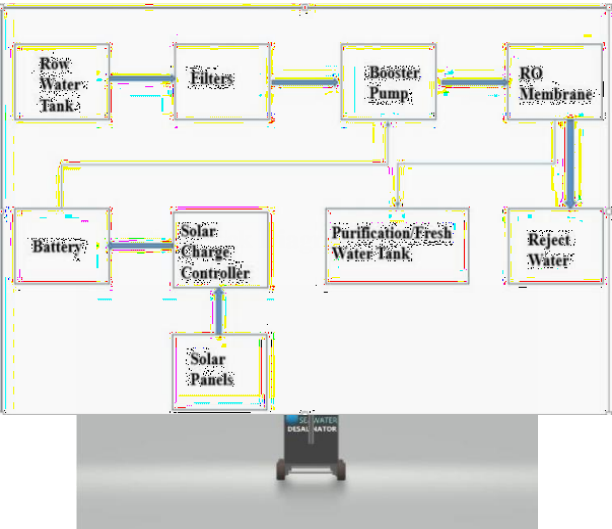 Row
Water
Tank
Filters
Booster
Pump
RO
Membrane
Battery
Solar
Charge
Controller
Purification/Fresh
Water Tank
Reject
Water
Solar
Panels
SEAWATER
DESALINATOR